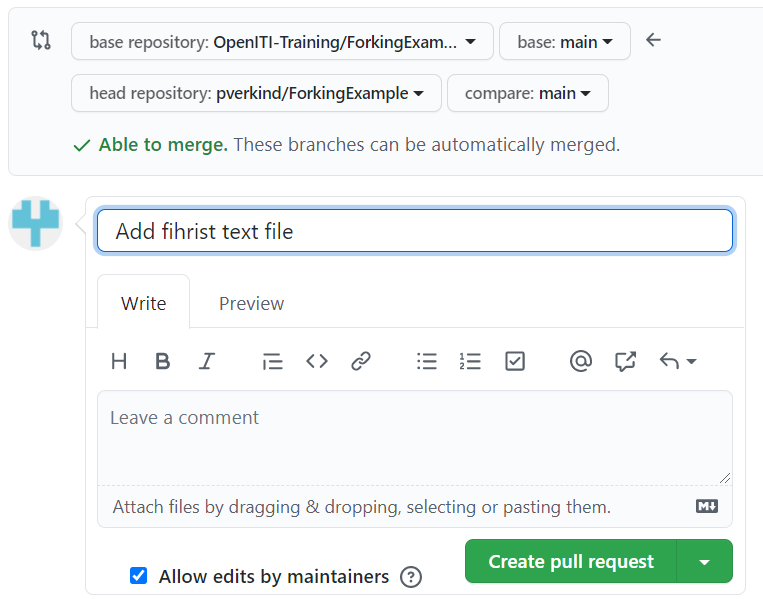 base repository: OpenITI-Training/ForkingExam... base: main
head repository: pverkind/ForkingExample compare: main
Able to merge. These branches can be automatically merged.
Add fihrist text file
Write Preview
Leave a comment
Attach files by dragging & dropping, selecting or pasting them.
Allow edits by maintainers
Create pull request